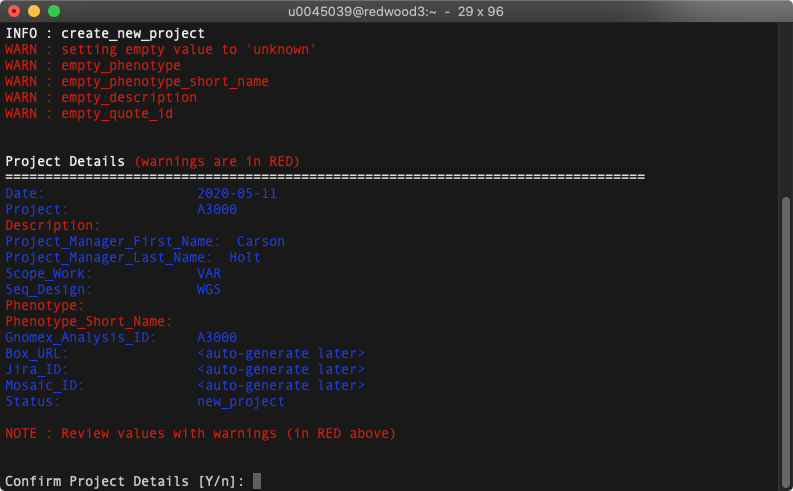 u0045039@redwood3:~ - 29 x 96
INFO : create_new_project
WARN : setting empty value to 'unknown'
WARN : empty_phenotype
WARN : empty_phenotype_short_name
WARN : empty_description
WARN : empty_quote_id
Project Details (warnings are in RED)
================================================================================
Date: 2020-05-11
Project: A3000
Description:
Project_Manager_First_Name: Carson
Project_Manager_Last_Name: Holt
Scope_Work: VAR
Seq_Design: WGS
Phenotype:
Phenotype_Short_Name:
Gnomex_Analysis_ID: A3000
Box_URL: <auto-generate later>
Jira_ID: <auto-generate later>
Mosaic_ID: <auto-generate later>
Status: new_project
NOTE : Review values with warnings (in RED above)
Confirm Project Details [Y/n]: